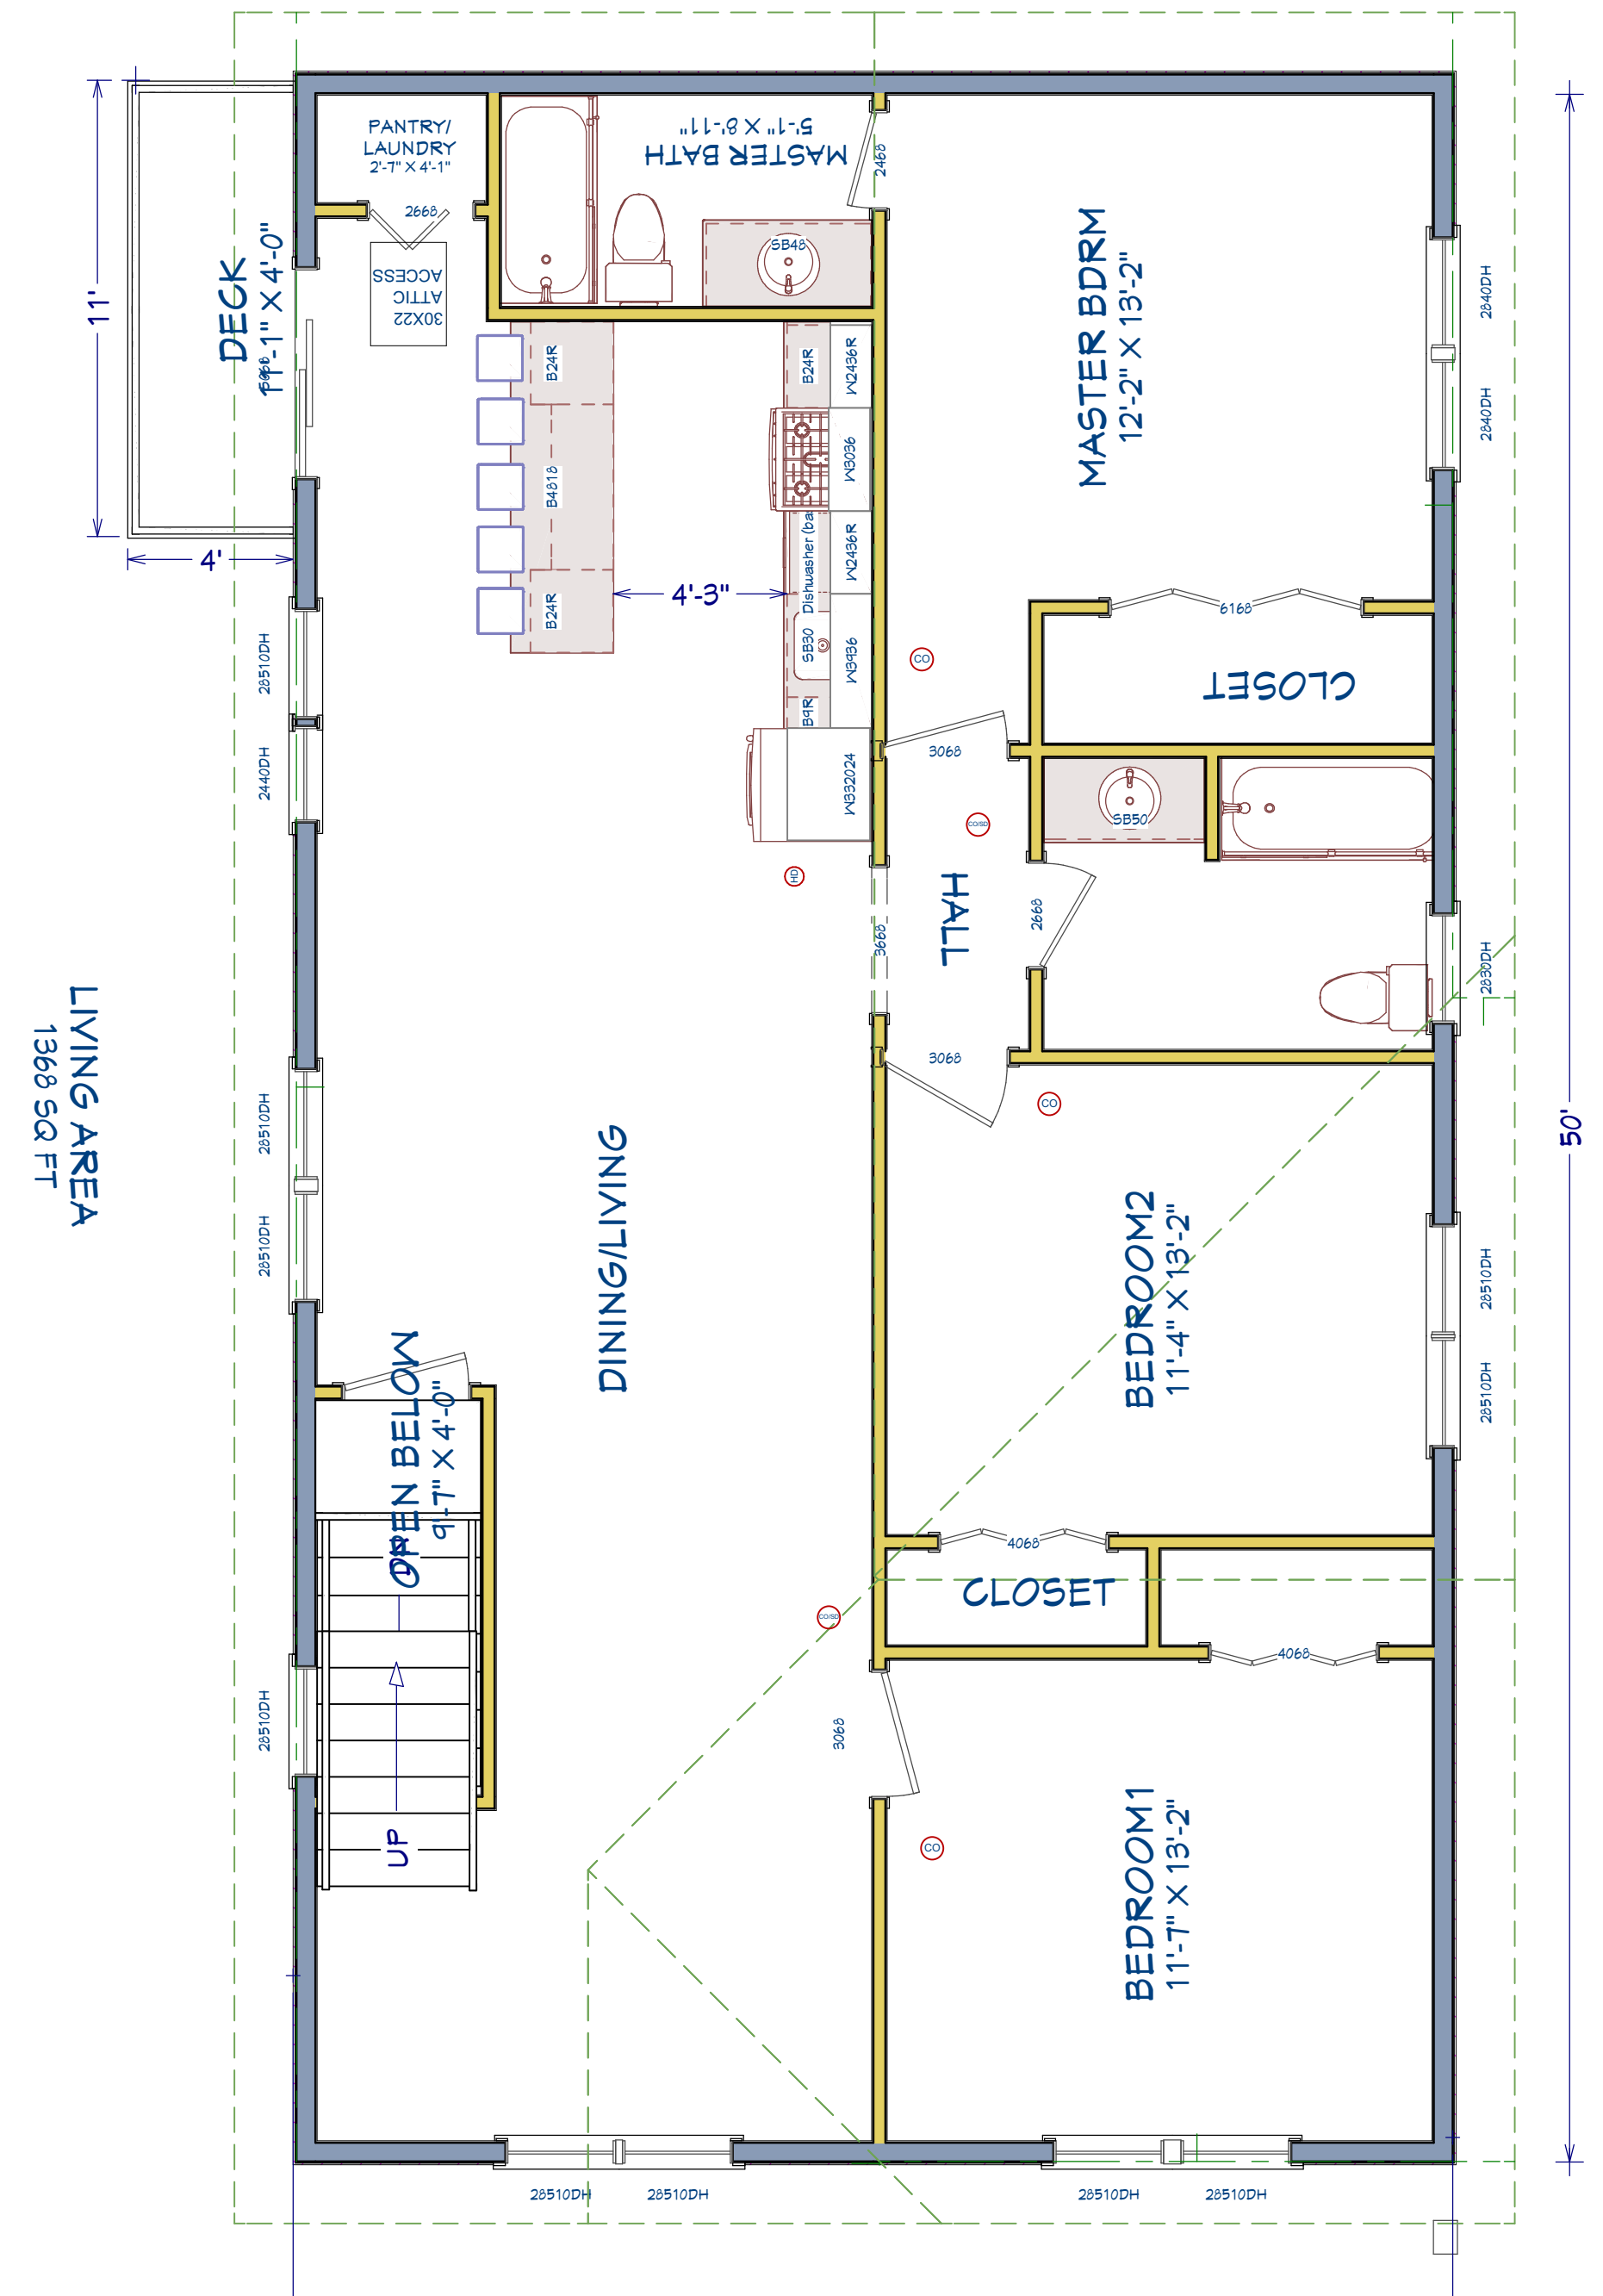 PANTRY/
LAUNDRY
2'-7" X 4'-1"
2668
MASTER BATH
5'-1" X 8'-11"
2468
SB48
30X22
ATTIC
ACCESS
DECK
11'-1" X 4'-0"
11'
4'
MASTER BDRM
12'-2" X 13'-2"
2840DH
2840DH
B24R
B4818
B24R
4'-3"
B24R
W2436R
W3036
Dishwasher (ba
W2436R
SB30
W3936
B9R
W332024
28510DH
2440DH
6168
CLOSET
CO
3068
CO/SD
SB50
HD
HALL
3668
2668
2830DH
3068
CO
LIVING AREA
1368 SQ FT
50'
28510DH
28510DH
DINING/LIVING
BEDROOM2
11'-4" X 13'-2"
28510DH
28510DH
OPEN BELOW
9'-7" X 4'-0"
DN
4068
CLOSET
4068
CO/SD
28510DH
3068
UP
CO
BEDROOM1
11'-7" X 13'-2"
28510DH
28510DH
28510DH
28510DH